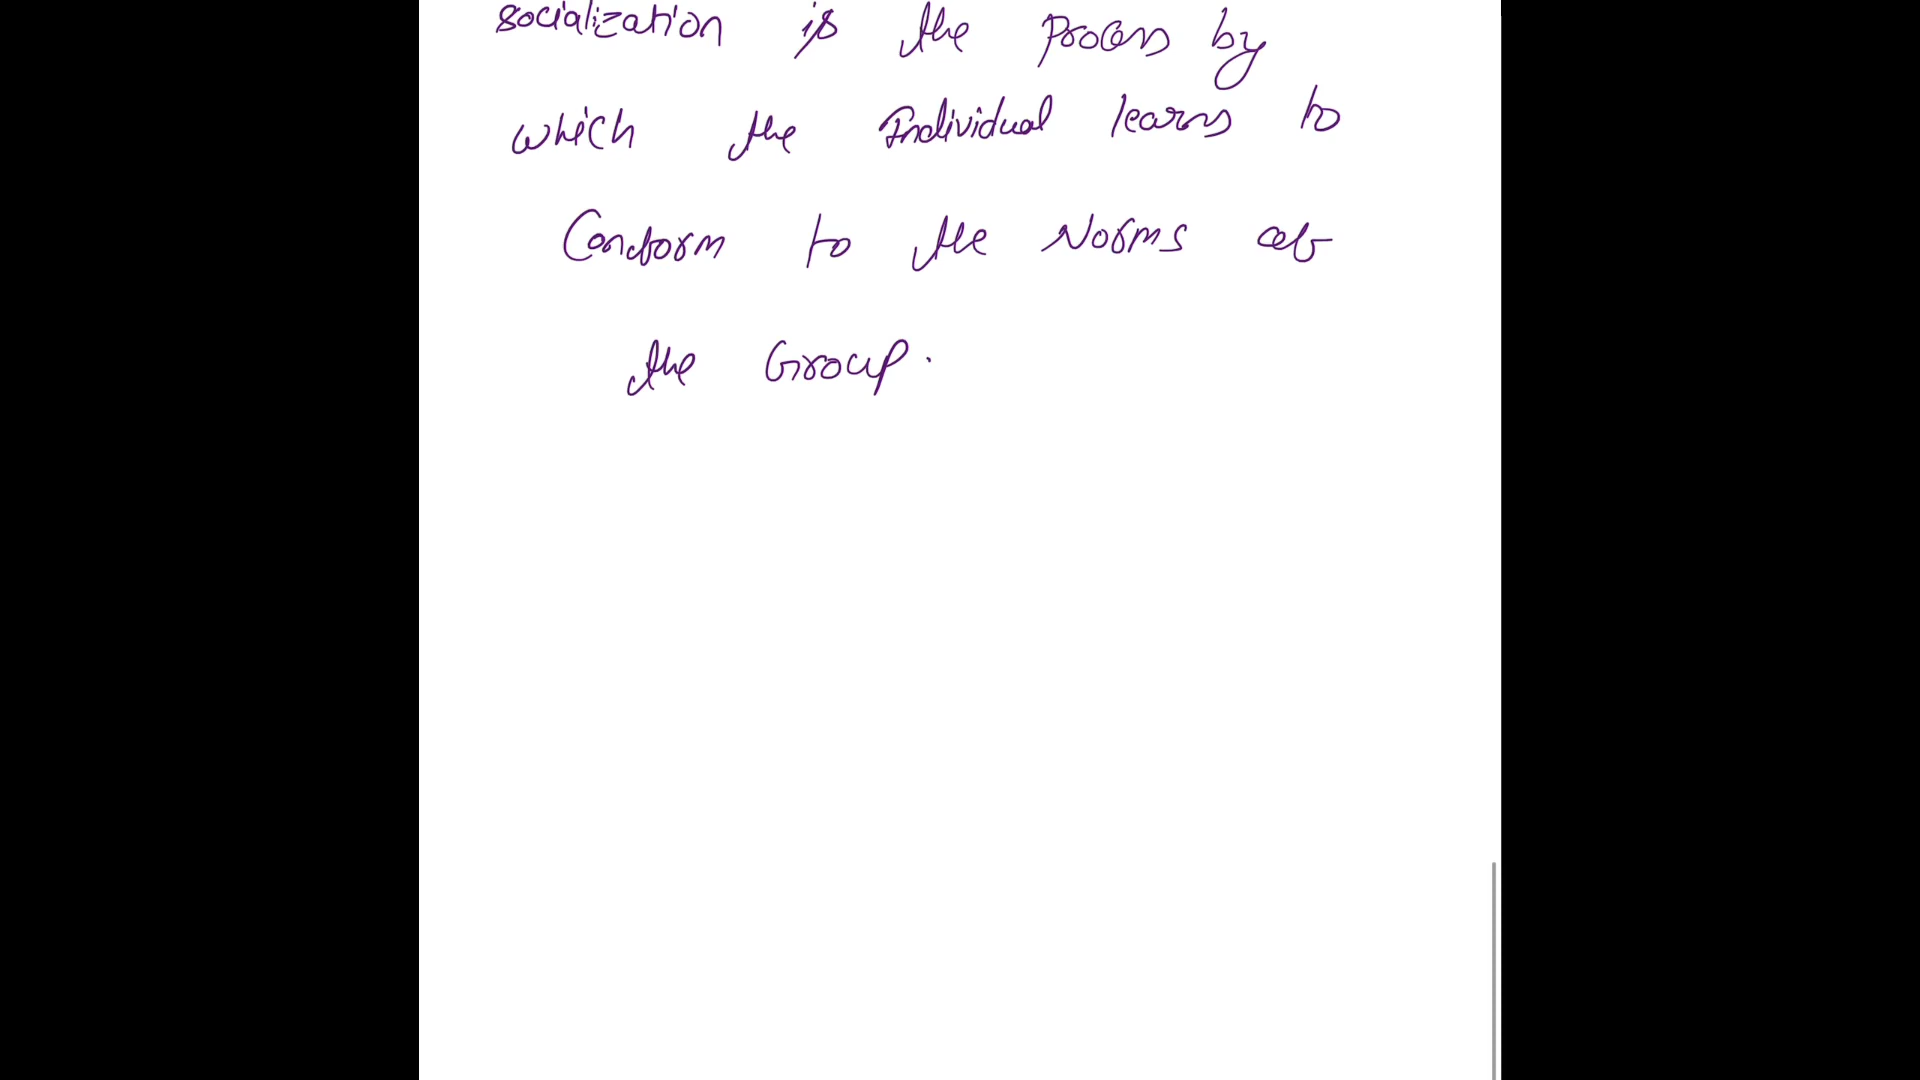 socialization is the process by
which the Individual learns to
Conform to the Norms of
the Group.